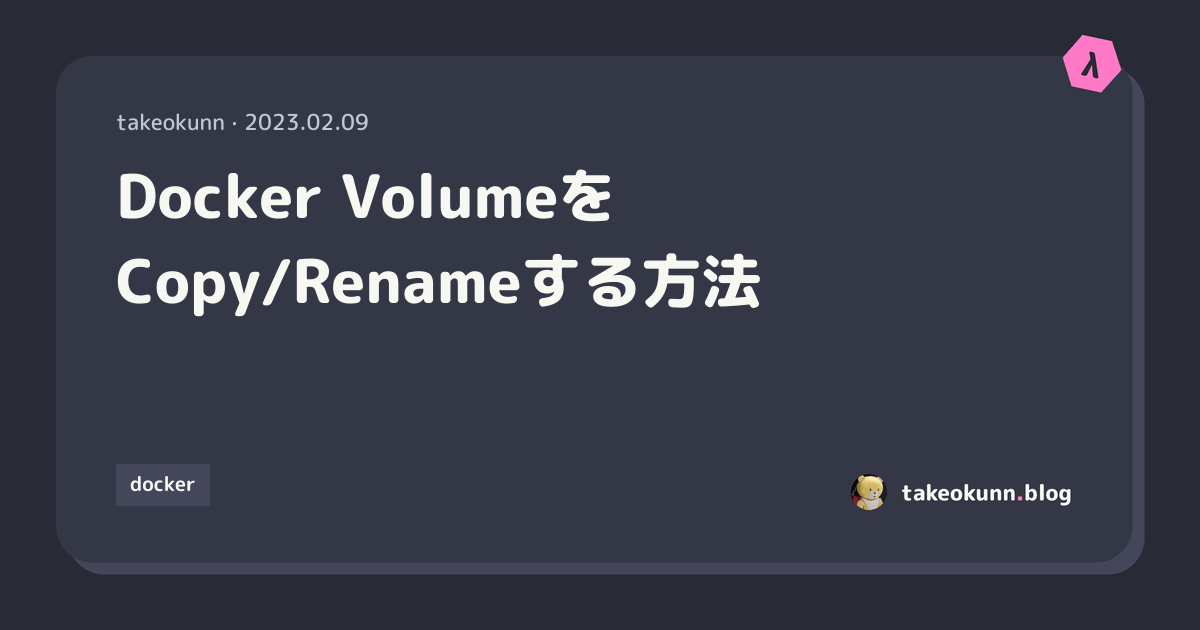 λ
takeokunn · 2023.02.09
Docker Volumeを
Copy/Renameする方法
docker
takeokunn.blog